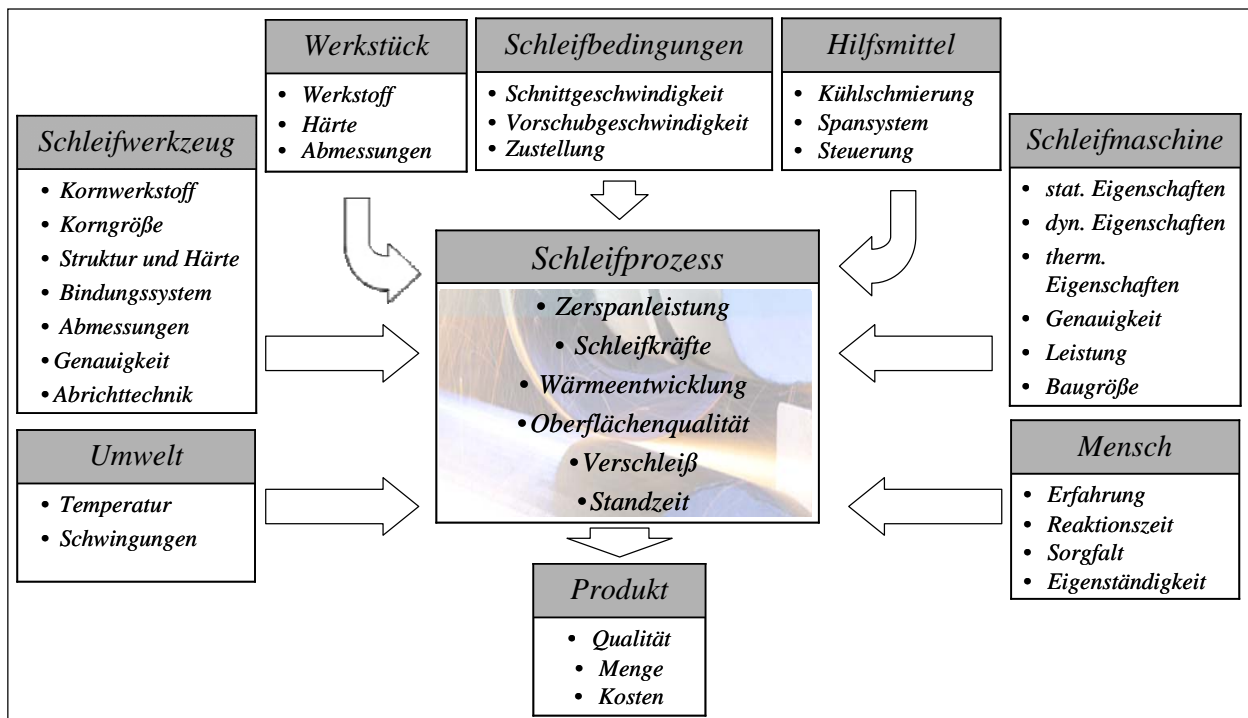 Werkstück
• Werkstoff
• Härte
• Abmessungen
Schleifbedingungen
• Schnittgeschwindigkeit
• Vorschubgeschwindigkeit
• Zustellung
Hilfsmittel
• Kühlschmierung
• Spansystem
• Steuerung
Schleifwerkzeug
• Kornwerkstoff
• Korngröße
• Struktur und Härte
• Bindungssystem
• Abmessungen
• Genauigkeit
• Abrichttechnik
Schleifmaschine
• stat. Eigenschaften
• dyn. Eigenschaften
• therm.
Eigenschaften
• Genauigkeit
• Leistung
• Baugröße
Schleifprozess
• Zerspanleistung
• Schleifkräfte
• Wärmeentwicklung
• Oberflächenqualität
• Verschleiß
• Standzeit
Umwelt
• Temperatur
• Schwingungen
Mensch
• Erfahrung
• Reaktionszeit
• Sorgfalt
• Eigenständigkeit
Produkt
• Qualität
• Menge
• Kosten